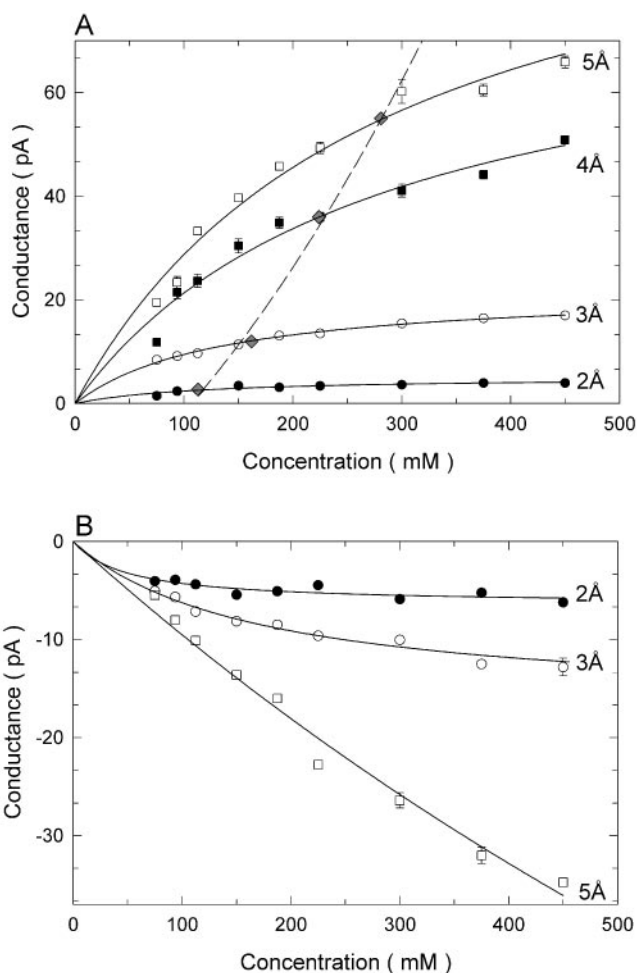 A
Conductance ( pA )
60
40
20
0
5Å
4Å
3Å
2Å
0 100 200 300 400 500
Concentration ( mM )
B
Conductance ( pA )
0
-10
-20
-30
2Å
3Å
5Å
0 100 200 300 400 500
Concentration ( mM )